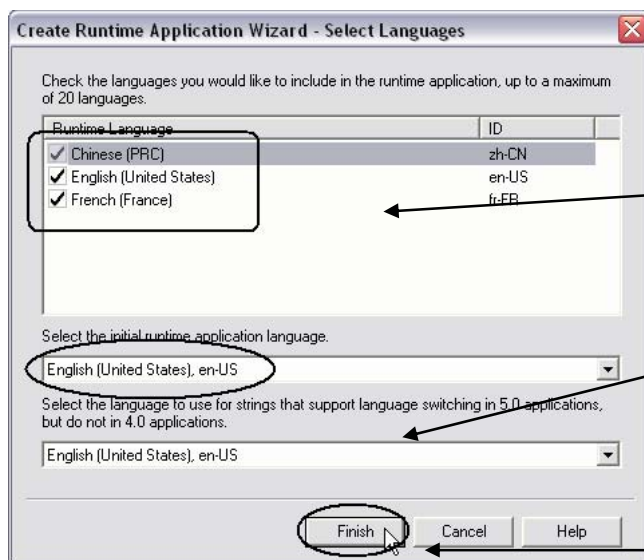 Create Runtime Application Wizard - Select Languages
Check the languages you would like to include in the runtime application, up to a maximum
of 20 languages.
Runtime Language ID
Chinese (PRC) zh-CN
English (United States) en-US
French (France) fr-FR
Select the initial runtime application language.
English (United States), en-US
Select the language to use for strings that support language switching in 5.0 applications,
but do not in 4.0 applications.
English (United States), en-US
Finish Cancel Help